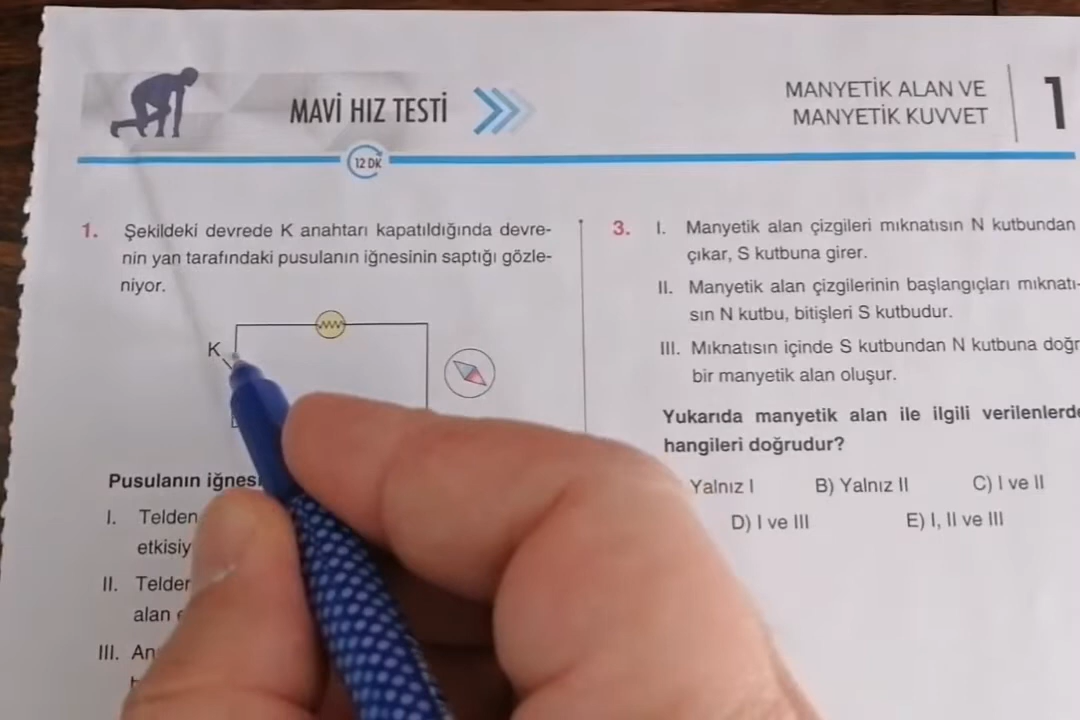 MAVİ HIZ TESTİ
12 DK
MANYETİK ALAN VE
MANYETİK KUVVET
1
1. Şekildeki devrede K anahtarı kapatıldığında devre-
nin yan tarafındaki pusulanın iğnesinin saptığı gözle-
niyor.
K
Pusulanın
I. Telden
II.
alan
III.
3. I. Manyetik alan çizgileri mıknatısın N kutbundan
çıkar, S kutbuna girer.
II. Manyetik alan çizgilerinin başlangıçları mıknatı-
sın N kutbu, bitişleri S kutbudur.
III. Mıknatısın içinde S kutbundan N kutbuna doğr
bir manyetik alan oluşur.
Yukarıda manyetik alan ile ilgili verilenlerde
hangileri doğrudur?
Yalnız I B) Yalnız II C) I ve II
D) I ve III E) I, II ve III